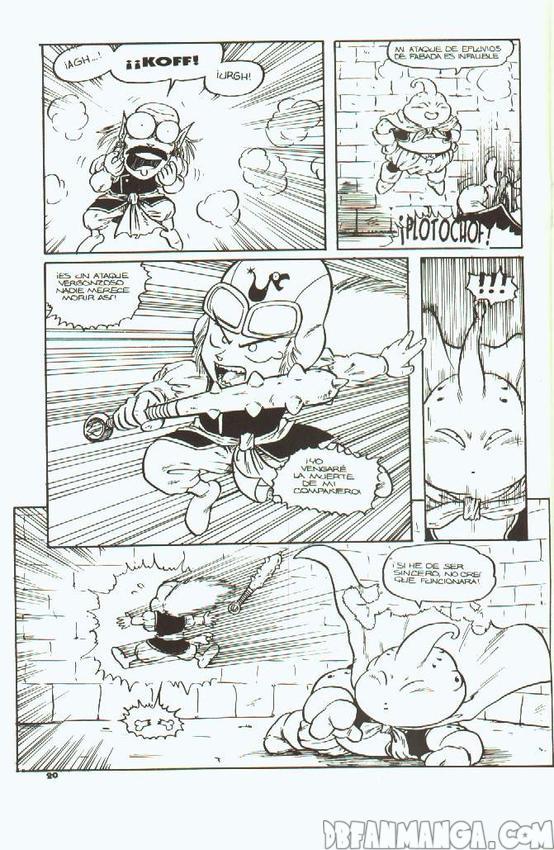 ¡AGH...!
¡¡KOFF!
¡URGH!
MI ATAQUE DE EFLUVIOS
DE FABADA ES INFALIBLE
¡PLOTOCHOF!
¡ES UN ATAQUE
VERGONZOSO
NADIE MERECE
MORIR ASÍ!
!!!
¡YO
VENGARÉ
LA MUERTE
DE MI
COMPAÑERO!
¡SI HE DE SER
SINCERO, NO CREÍ
QUE FUNCIONARA!
20
DBFANMANGA.COM